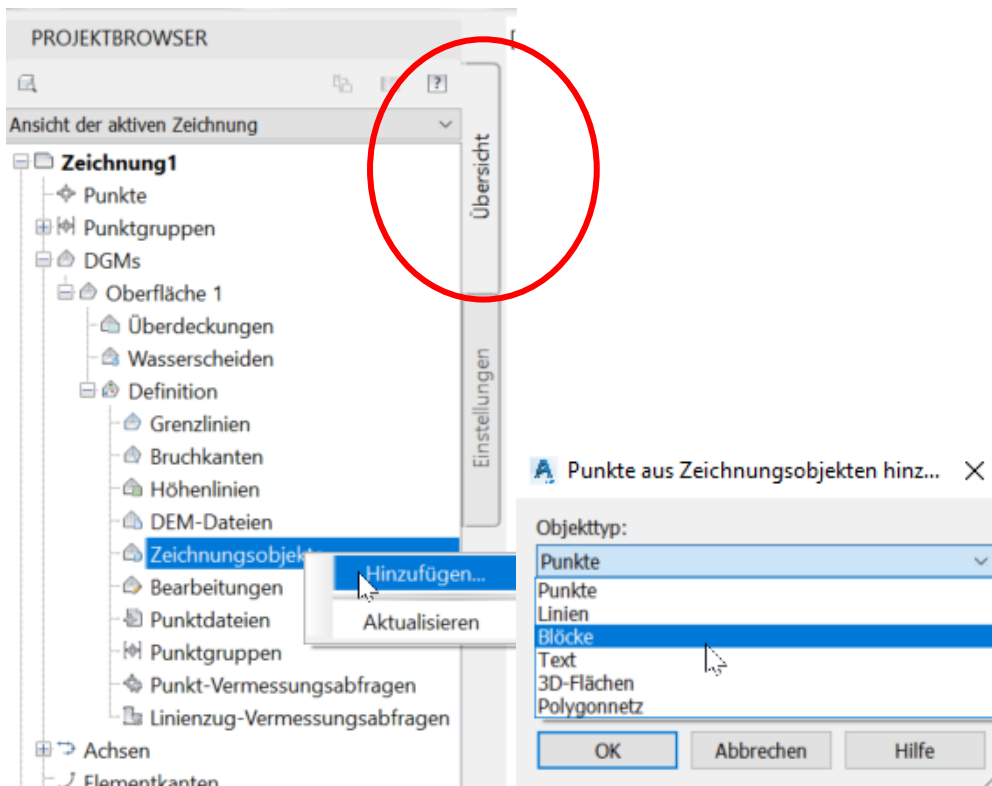 PROJEKTBROWSER
Ansicht der aktiven Zeichnung
Zeichnung1
Punkte
Punktgruppen
DGMs
Oberfläche 1
Überdeckungen
Wasserscheiden
Definition
Grenzlinien
Bruchkanten
Höhenlinien
DEM-Dateien
Zeichnungsobjekt
Bearbeitungen
Punktdateien
Punktgruppen
Punkt-Vermessungsabfragen
Linienzug-Vermessungsabfragen
Achsen
Elementkanten
Hinzufügen...
Aktualisieren
Übersicht
Einstellungen
Punkte aus Zeichnungsobjekten hinz...
Objekttyp:
Punkte
Punkte
Linien
Blöcke
Text
3D-Flächen
Polygonnetz
OK
Abbrechen
Hilfe